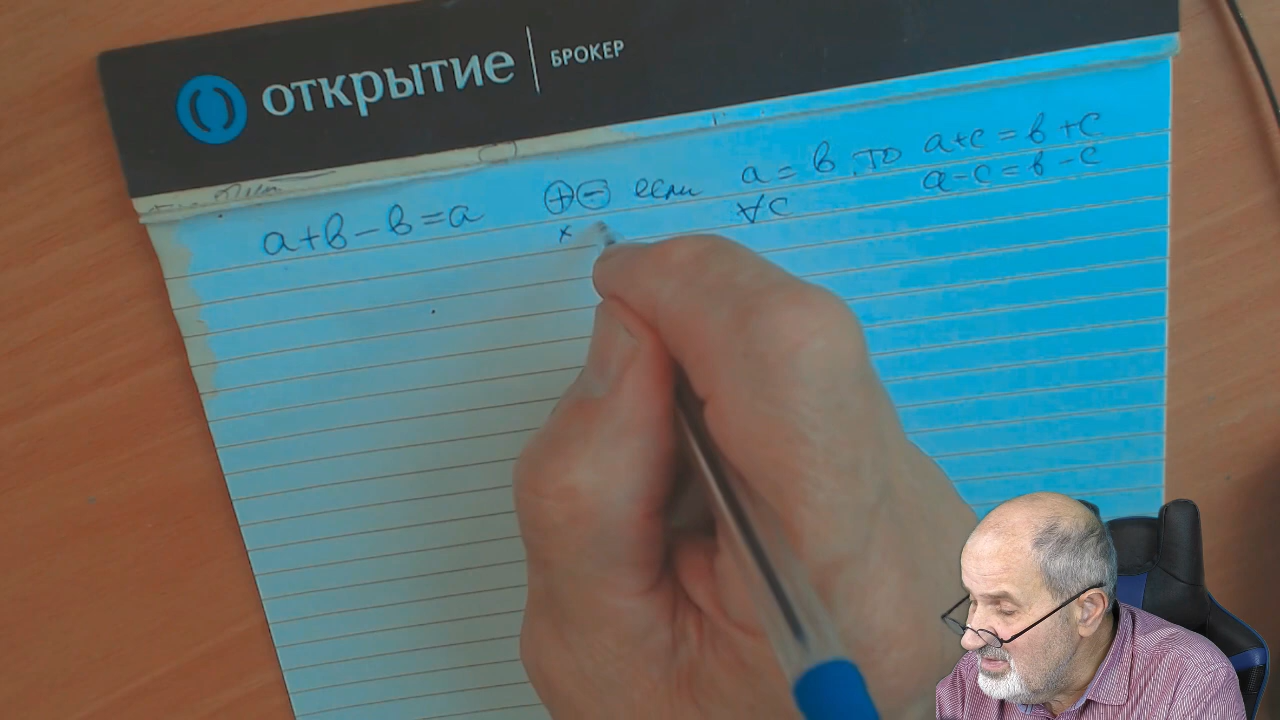 открытие БРОКЕР
a+b-b=a
⊕⊖ если a=b, то a+c=b+c
∀c a-c=b-c
×